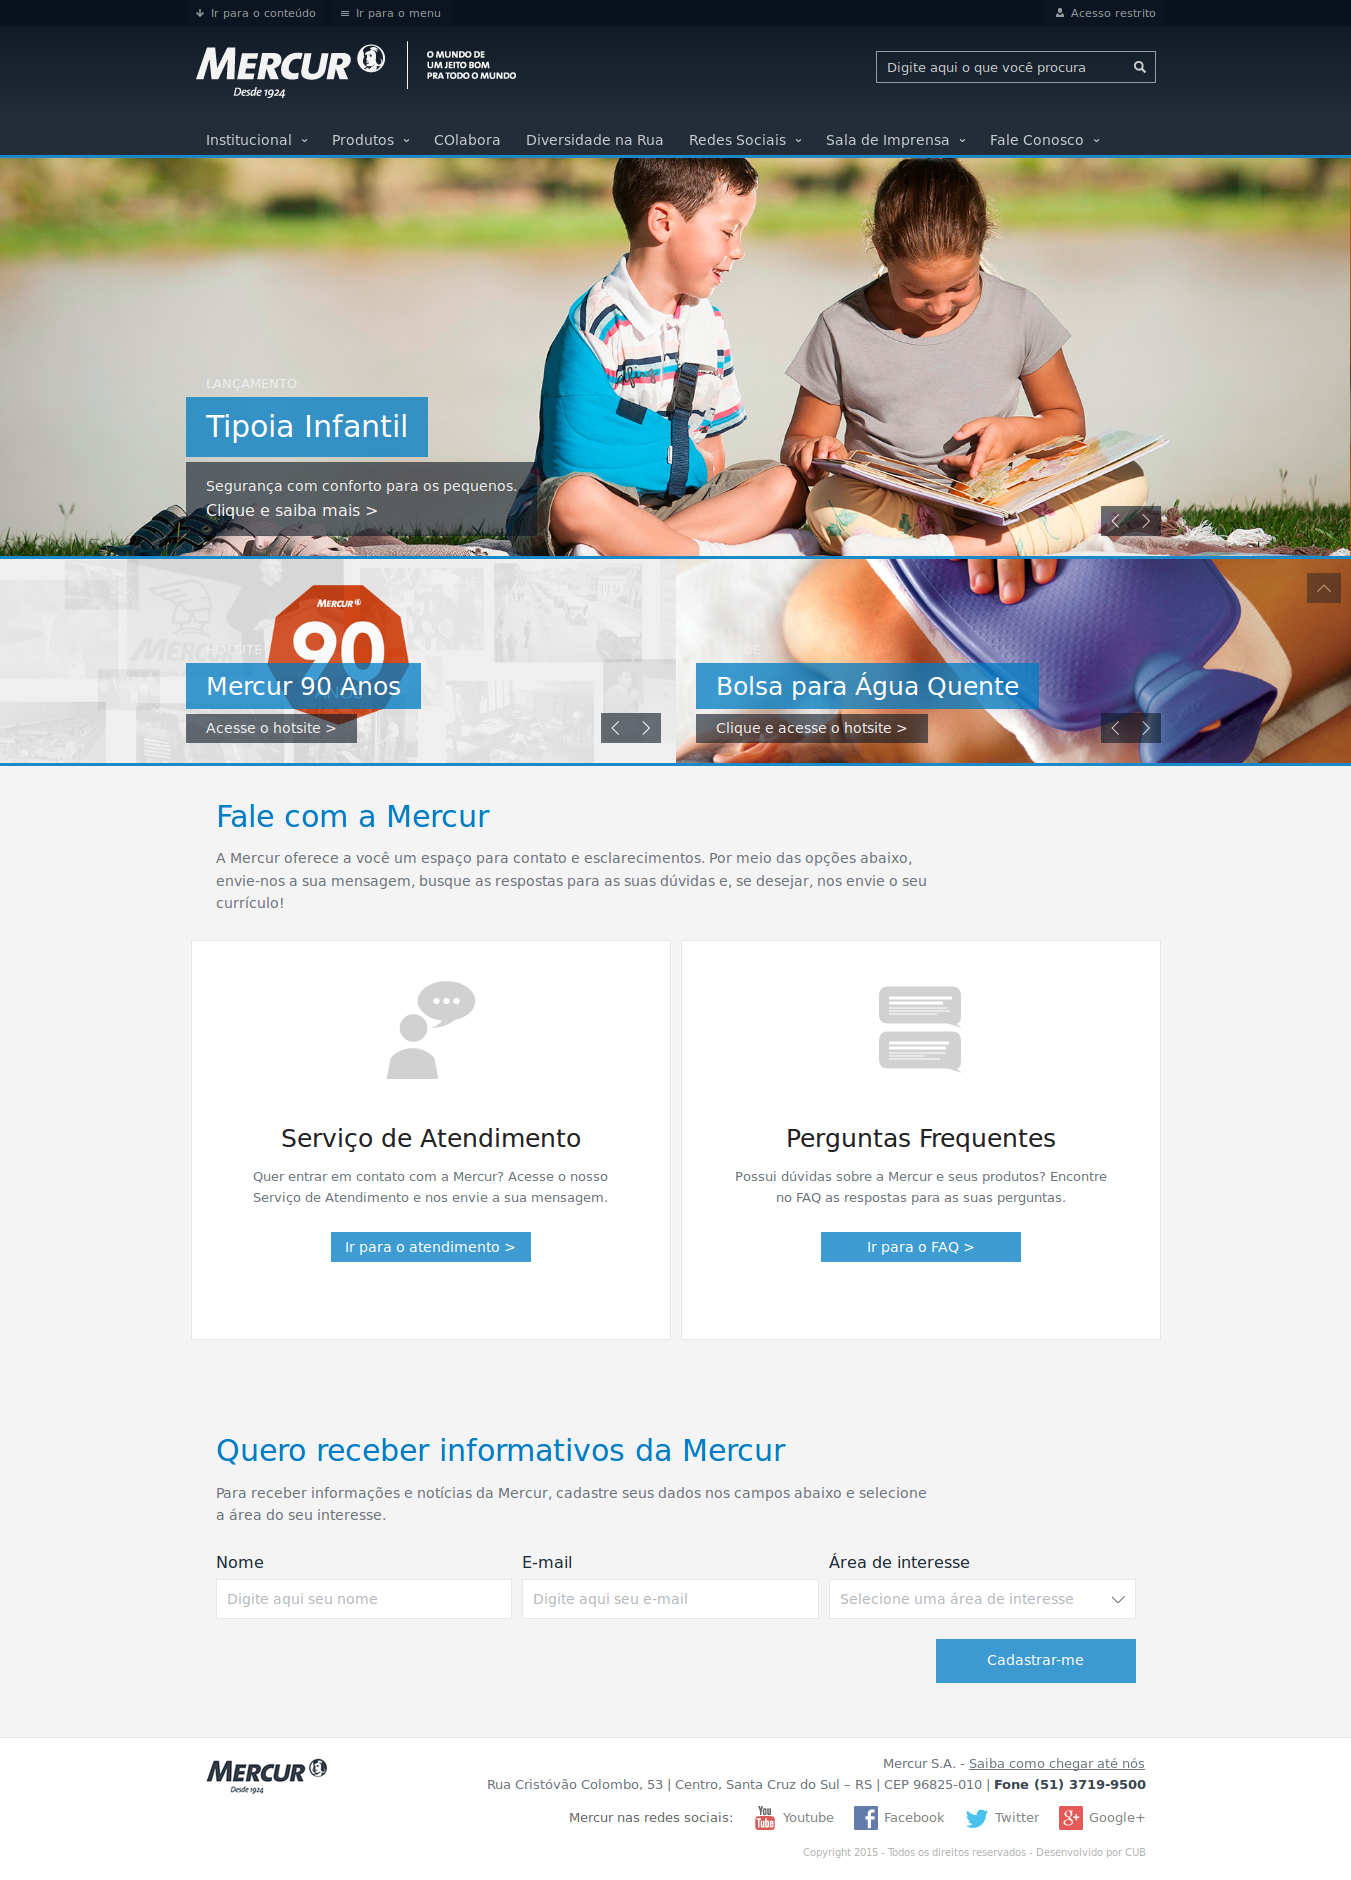 Ir para o conteúdo
Ir para o menu
Acesso restrito
MERCUR
Desde 1924
O MUNDO DE
UM JEITO BOM
PRA TODO O MUNDO
Digite aqui o que você procura
Institucional
Produtos
COlabora
Diversidade na Rua
Redes Sociais
Sala de Imprensa
Fale Conosco
LANÇAMENTO
Tipoia Infantil
Segurança com conforto para os pequenos.
Clique e saiba mais >
MERCUR
MERCUR
90
HOTSITE
Mercur 90 Anos
Acesse o hotsite >
Bolsa para Água Quente
Clique e acesse o hotsite >
Fale com a Mercur
A Mercur oferece a você um espaço para contato e esclarecimentos. Por meio das opções abaixo,
envie-nos a sua mensagem, busque as respostas para as suas dúvidas e, se desejar, nos envie o seu
currículo!
Serviço de Atendimento
Quer entrar em contato com a Mercur? Acesse o nosso
Serviço de Atendimento e nos envie a sua mensagem.
Ir para o atendimento >
Perguntas Frequentes
Possui dúvidas sobre a Mercur e seus produtos? Encontre
no FAQ as respostas para as suas perguntas.
Ir para o FAQ >
Quero receber informativos da Mercur
Para receber informações e notícias da Mercur, cadastre seus dados nos campos abaixo e selecione
a área do seu interesse.
Nome
E-mail
Área de interesse
Digite aqui seu nome
Digite aqui seu e-mail
Selecione uma área de interesse
Cadastrar-me
MERCUR
Desde 1924
Mercur S.A. - Saiba como chegar até nós
Rua Cristóvão Colombo, 53 | Centro, Santa Cruz do Sul – RS | CEP 96825-010 | Fone (51) 3719-9500
Mercur nas redes sociais:
You
Tube
Youtube
Facebook
Twitter
Google+
Copyright 2015 - Todos os direitos reservados - Desenvolvido por CUB